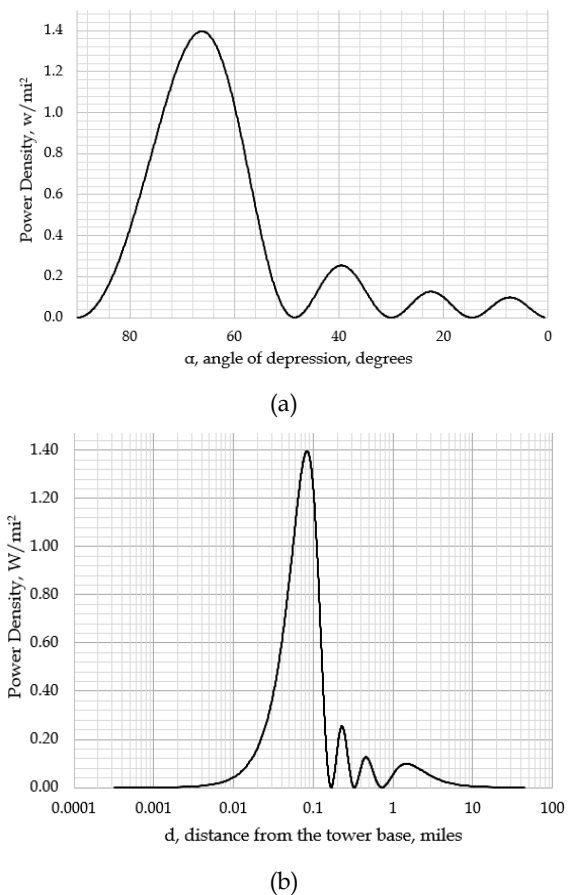 1.4
1.2
1.0
0.8
0.6
0.4
0.2
0.0
Power Density, w/mi²
80 60 40 20 0
α, angle of depression, degrees
(a)
1.40
1.20
1.00
0.80
0.60
0.40
0.20
0.00
Power Density, W/mi²
0.0001 0.001 0.01 0.1 1 10 100
d, distance from the tower base, miles
(b)